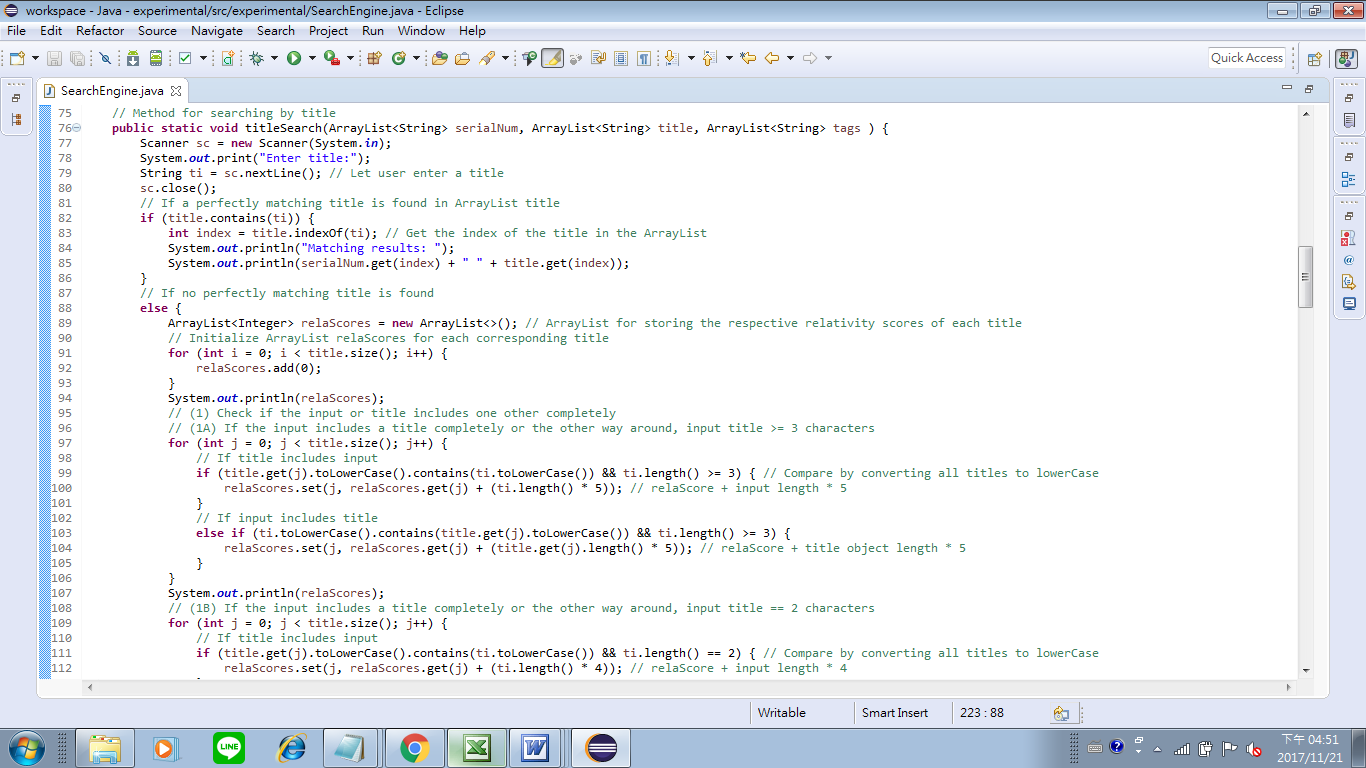 workspace - Java - experimental/src/experimental/SearchEngine.java - Eclipse
File Edit Refactor Source Navigate Search Project Run Window Help
Quick Access
SearchEngine.java
75 // Method for searching by title
76 public static void titleSearch(ArrayList<String> serialNum, ArrayList<String> title, ArrayList<String> tags ) {
77 Scanner sc = new Scanner(System.in);
78 System.out.print("Enter title:");
79 String ti = sc.nextLine(); // Let user enter a title
80 sc.close();
81 // If a perfectly matching title is found in ArrayList title
82 if (title.contains(ti)) {
83 int index = title.indexOf(ti); // Get the index of the title in the ArrayList
84 System.out.println("Matching results: ");
85 System.out.println(serialNum.get(index) + " " + title.get(index));
86 }
87 // If no perfectly matching title is found
88 else {
89 ArrayList<Integer> relaScores = new ArrayList<>(); // ArrayList for storing the respective relativity scores of each title
90 // Initialize ArrayList relaScores for each corresponding title
91 for (int i = 0; i < title.size(); i++) {
92 relaScores.add(0);
93 }
94 System.out.println(relaScores);
95 // (1) Check if the input or title includes one other completely
96 // (1A) If the input includes a title completely or the other way around, input title >= 3 characters
97 for (int j = 0; j < title.size(); j++) {
98 // If title includes input
99 if (title.get(j).toLowerCase().contains(ti.toLowerCase()) && ti.length() >= 3) { // Compare by converting all titles to lowerCase
100 relaScores.set(j, relaScores.get(j) + (ti.length() * 5)); // relaScore + input length * 5
101 }
102 // If input includes title
103 else if (ti.toLowerCase().contains(title.get(j).toLowerCase()) && ti.length() >= 3) {
104 relaScores.set(j, relaScores.get(j) + (title.get(j).length() * 5)); // relaScore + title object length * 5
105 }
106 }
107 System.out.println(relaScores);
108 // (1B) If the input includes a title completely or the other way around, input title == 2 characters
109 for (int j = 0; j < title.size(); j++) {
110 // If title includes input
111 if (title.get(j).toLowerCase().contains(ti.toLowerCase()) && ti.length() == 2) { // Compare by converting all titles to lowerCase
112 relaScores.set(j, relaScores.get(j) + (ti.length() * 4)); // relaScore + input length * 4
Writable Smart Insert 223 : 88
LINE
下午 04:51
2017/11/21